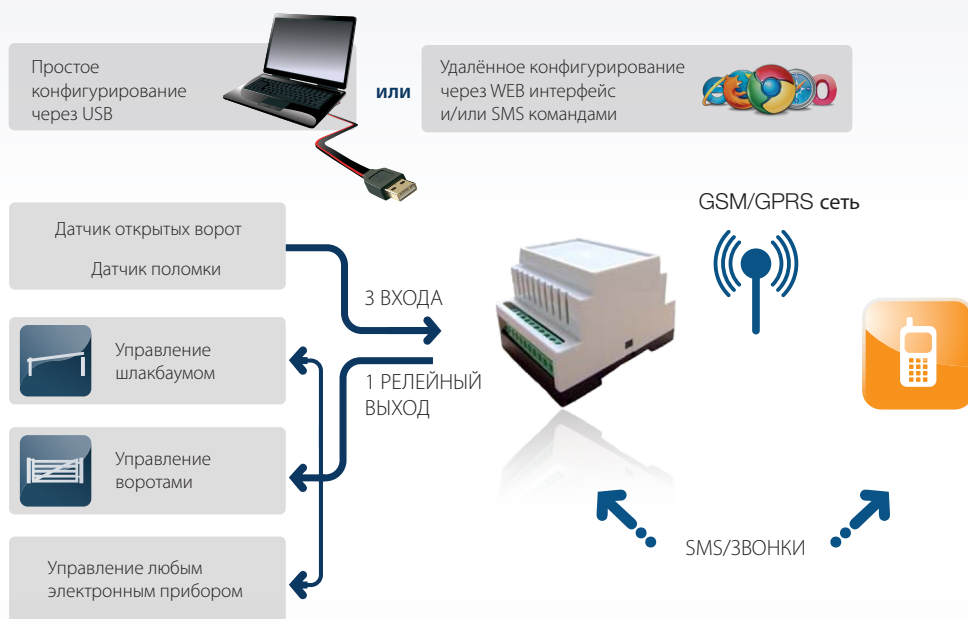 Простое
конфигурирование
через USB
или
Удалённое конфигурирование
через WEB интерфейс
и/или SMS командами
GSM/GPRS сеть
Датчик открытых ворот
Датчик поломки
3 ВХОДА
Управление
шлакбаумом
1 РЕЛЕЙНЫЙ
ВЫХОД
Управление
воротами
SMS/ЗВОНКИ
Управление любым
электронным прибором